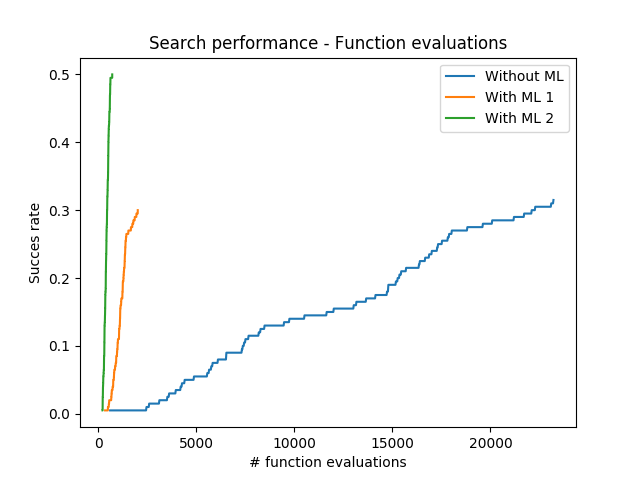 Search performance - Function evaluations
Without ML
With ML 1
With ML 2
Succes rate
0.5
0.4
0.3
0.2
0.1
0.0
0 5000 10000 15000 20000
# function evaluations